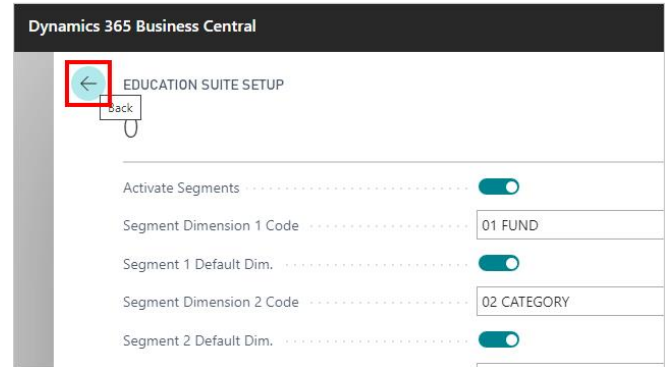 Dynamics 365 Business Central
EDUCATION SUITE SETUP
Back
0
Activate Segments
Segment Dimension 1 Code 01 FUND
Segment 1 Default Dim.
Segment Dimension 2 Code 02 CATEGORY
Segment 2 Default Dim.